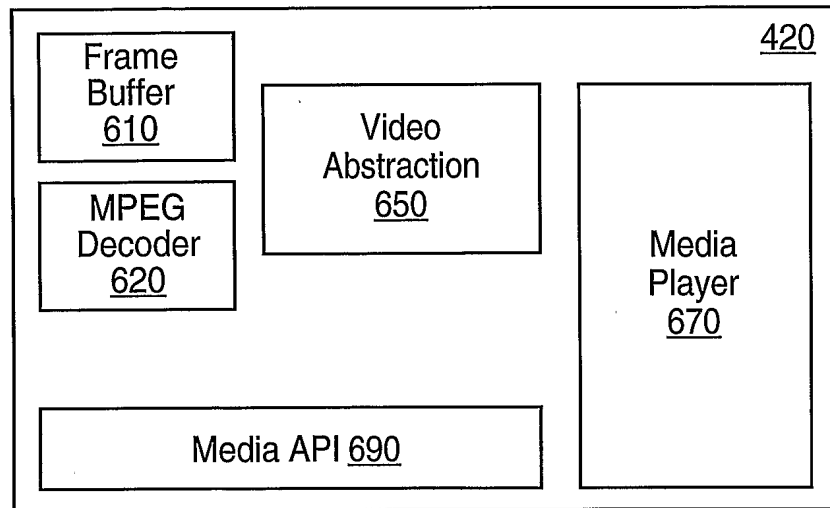 420
Frame
Buffer
610
MPEG
Decoder
620
Video
Abstraction
650
Media
Player
670
Media API 690